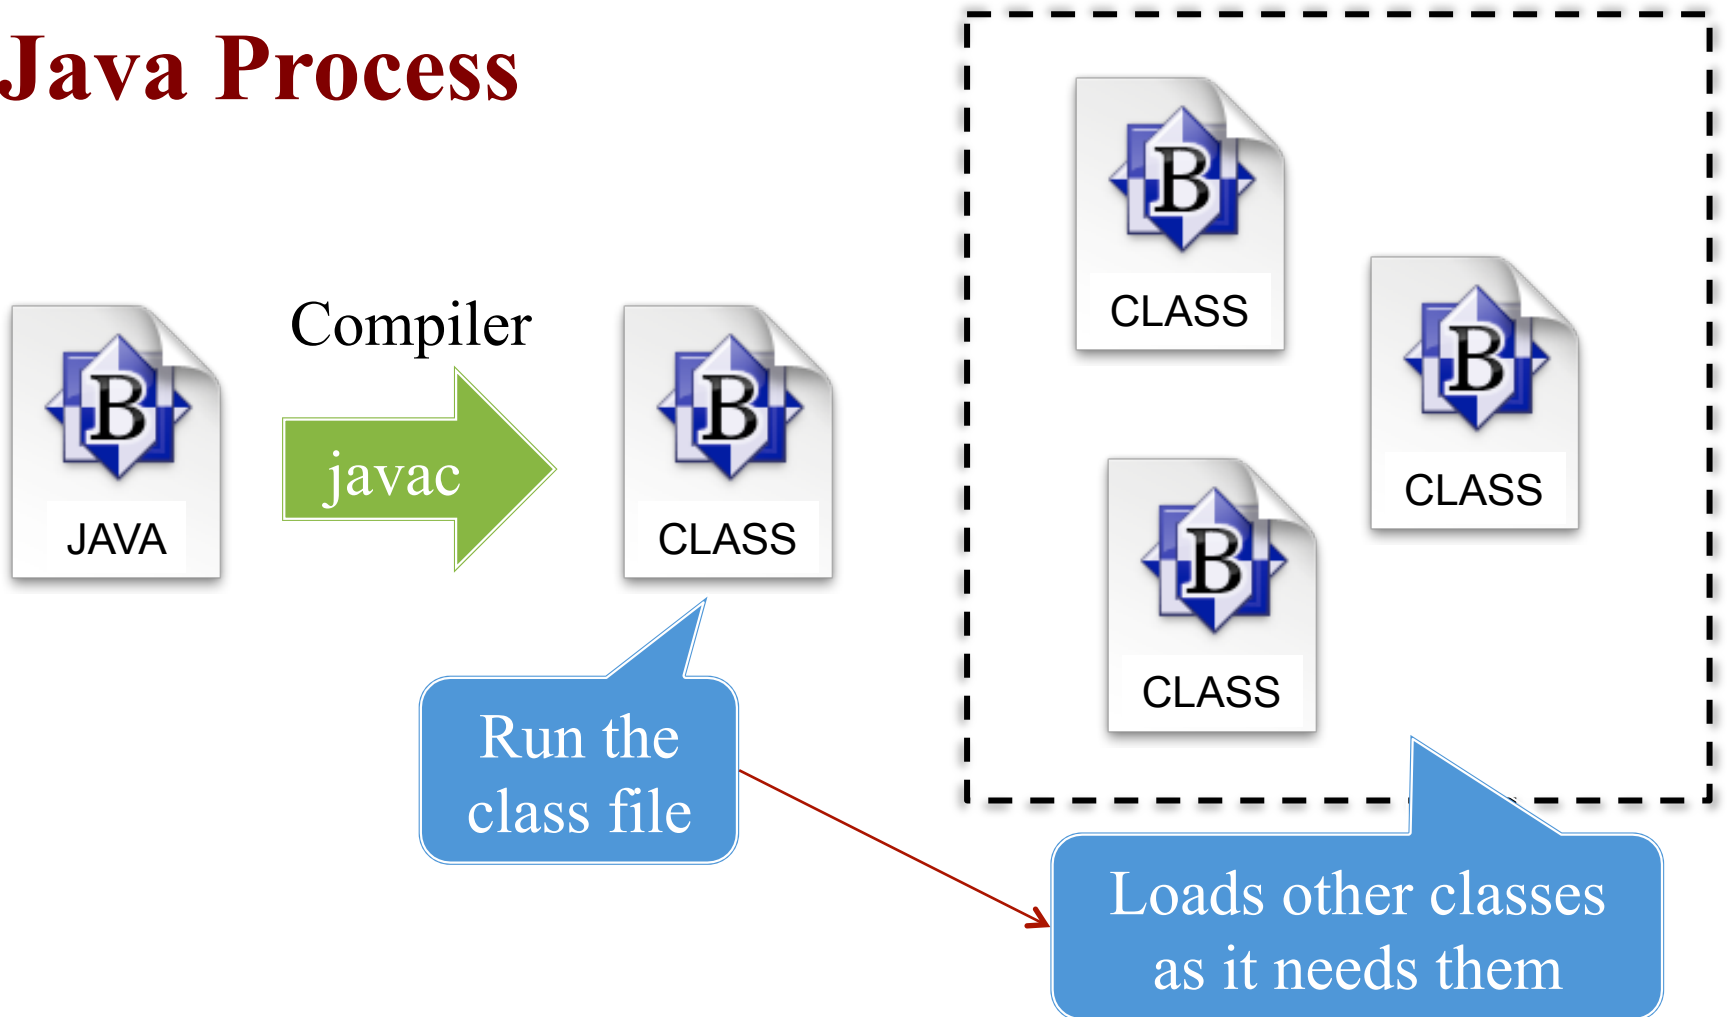 Java Process
B
JAVA
Compiler
javac
B
CLASS
B
CLASS
B
CLASS
B
CLASS
Run the
class file
Loads other classes
as it needs them